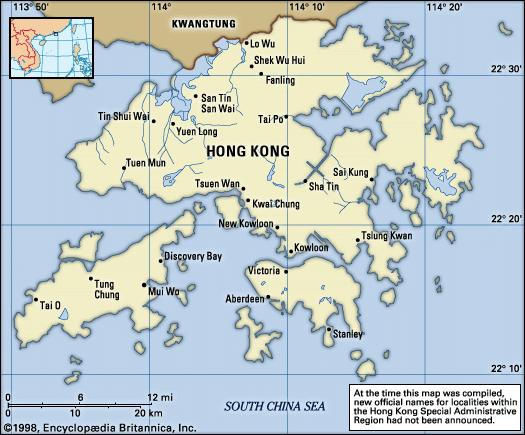 113° 50'
114°
114° 10'
KWANGTUNG
Lo Wu
Shek Wu Hui
Fanling
22° 30'
San Tin
San Wai
Tin Shui Wai
Yuen Long
Tai Po
HONG KONG
Tuen Mun
Tsuen Wan
Sha Tin
Sai Kung
Kwai Chung
New Kowloon
22° 20'
Tslung Kwan
Kowloon
Discovery Bay
Victoria
Tung
Chung
Mui Wo
Aberdeen
Tai O
Stanley
22° 10'
0 6 12 mi
0 10 20 km
SOUTH CHINA SEA
At the time this map was compiled,
new official names for localities within
the Hong Kong Special Administrative
Region had not been announced.
©1998, Encyclopædia Britannica, Inc.